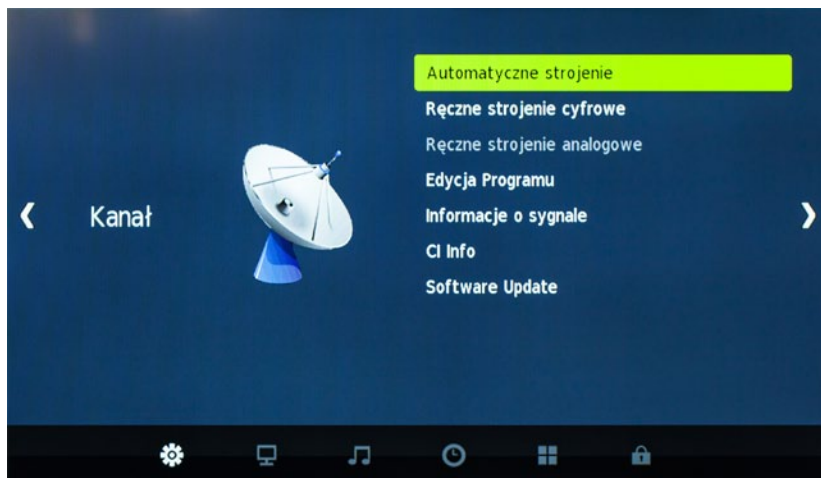 Automatyczne strojenie
Ręczne strojenie cyfrowe
Ręczne strojenie analogowe
Edycja Programu
Kanał
Informacje o sygnale
CI Info
Software Update